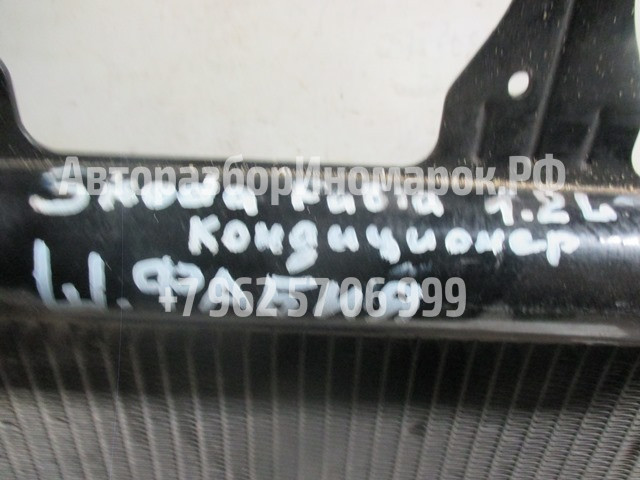 АвторазборИномарок.РФ
Skoda Fabia 1.2L
кондиционер
+79625706999